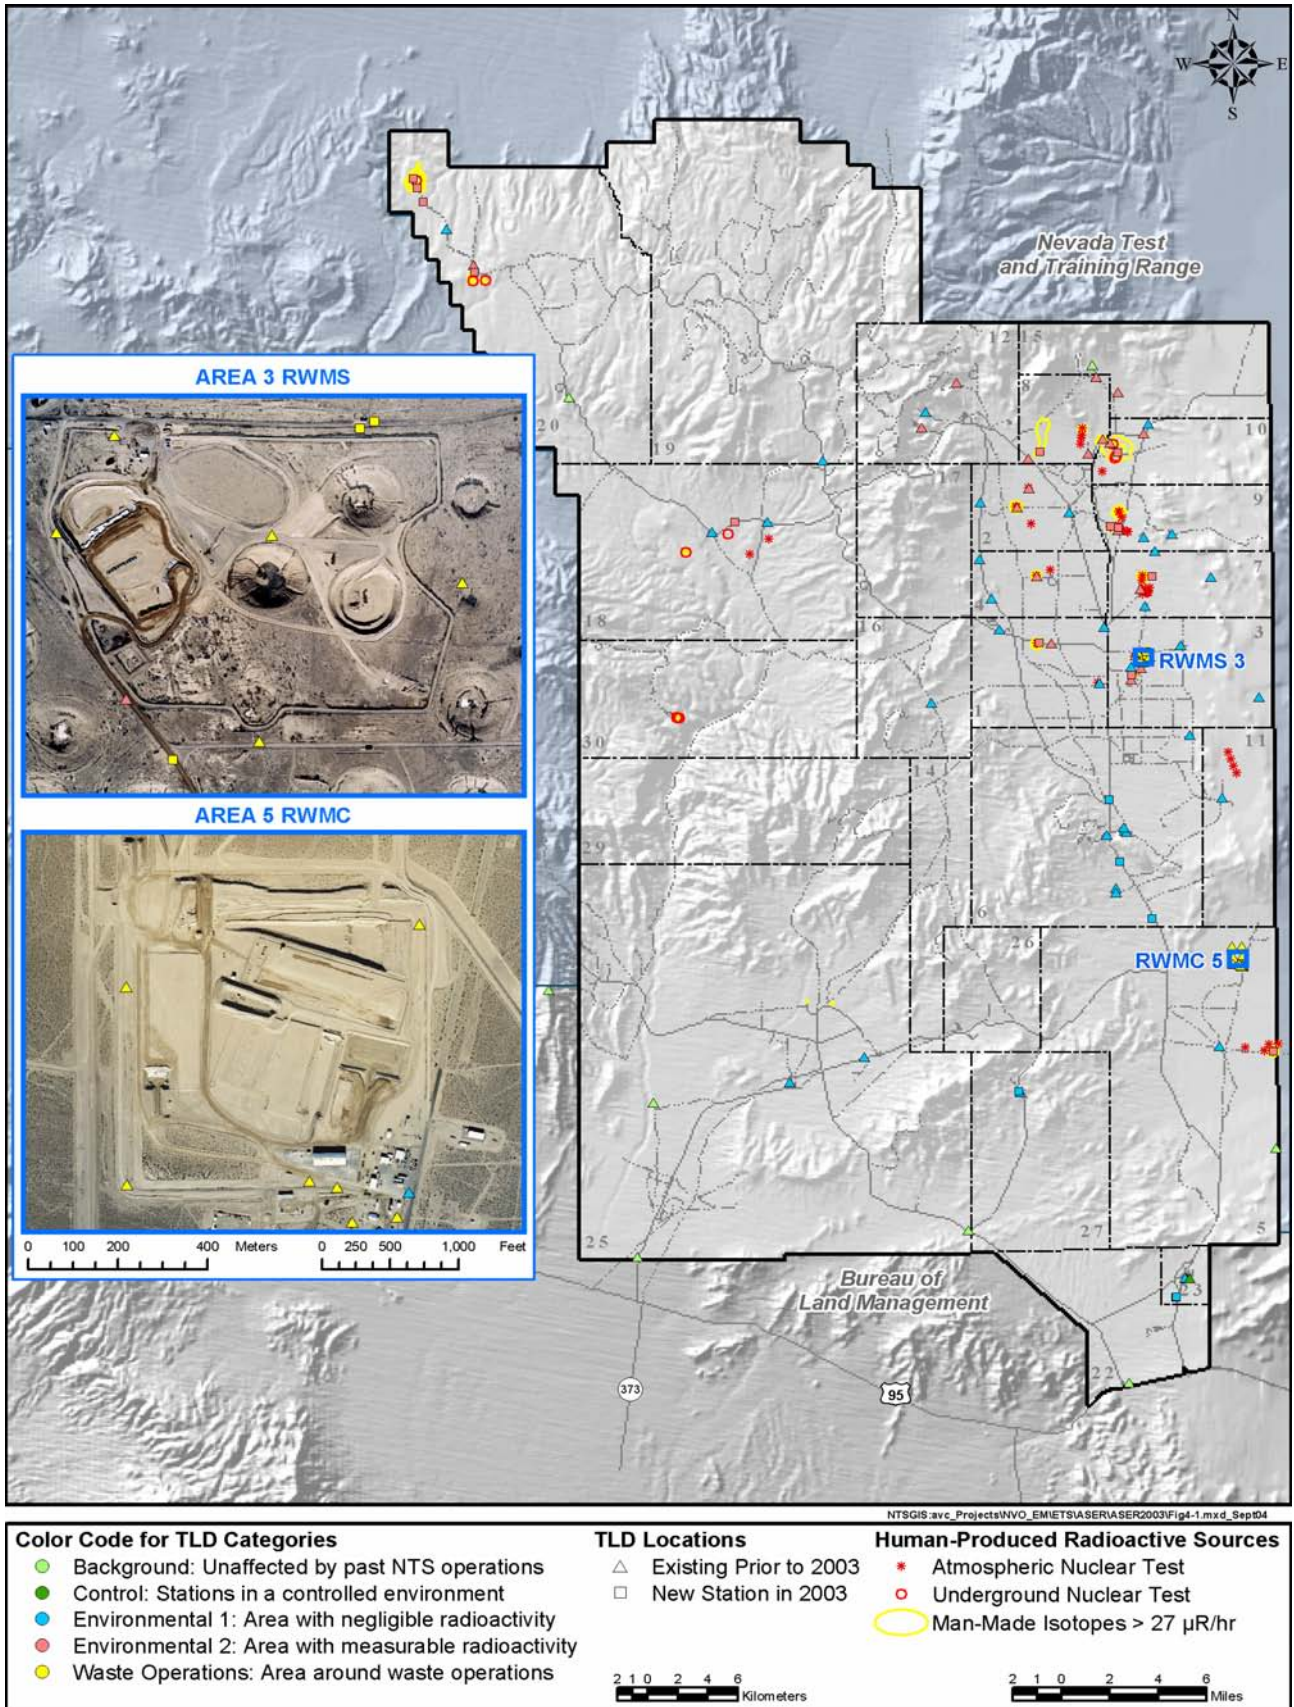 N
W E
S
Nevada Test
and Training Range
AREA 3 RWMS
12 15
8
10
20
19
17
9
2
7
18
16
3
RWMS 3
1
30
11
14
29
6
26
RWMC 5
AREA 5 RWMC
0 100 200 400 Meters 0 250 500 1,000 Feet
25
27
5
Bureau of
Land Management
23
22
373
95
NTSGIS:avc_Projects\NVO_EM\ETS\ASER\ASER2003\Fig4-1.mxd_Sept04
Color Code for TLD Categories
Background: Unaffected by past NTS operations
Control: Stations in a controlled environment
Environmental 1: Area with negligible radioactivity
Environmental 2: Area with measurable radioactivity
Waste Operations: Area around waste operations
TLD Locations
Existing Prior to 2003
New Station in 2003
Human-Produced Radioactive Sources
Atmospheric Nuclear Test
Underground Nuclear Test
Man-Made Isotopes > 27 µR/hr
2 1 0 2 4 6
Kilometers
2 1 0 2 4 6
Miles